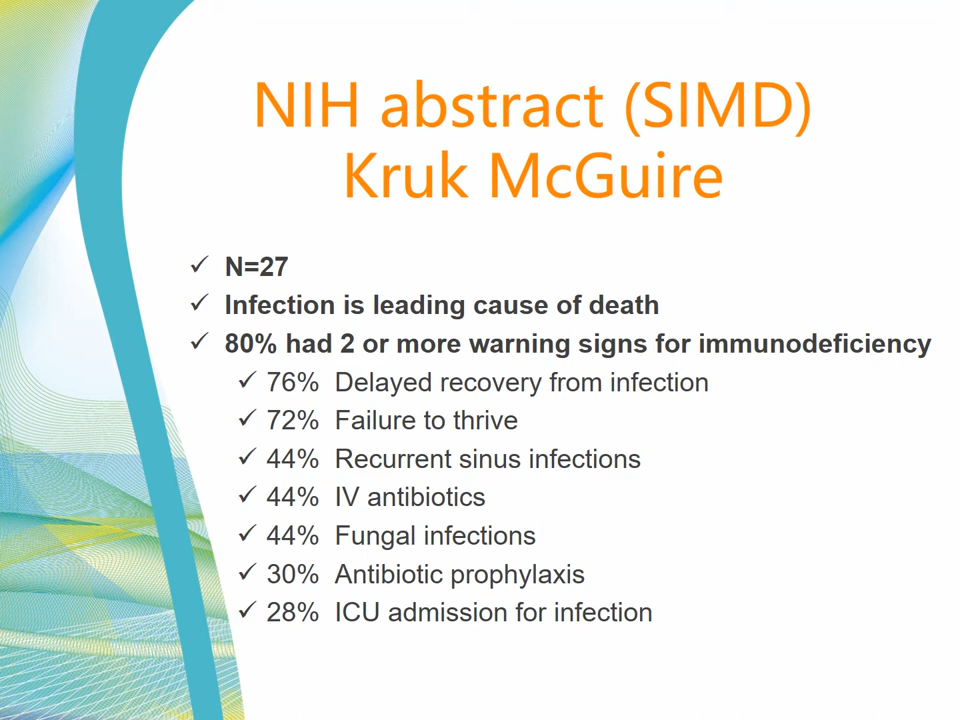 NIH abstract (SIMD)
Kruk McGuire
✓ N=27
✓ Infection is leading cause of death
✓ 80% had 2 or more warning signs for immunodeficiency
✓ 76% Delayed recovery from infection
✓ 72% Failure to thrive
✓ 44% Recurrent sinus infections
✓ 44% IV antibiotics
✓ 44% Fungal infections
✓ 30% Antibiotic prophylaxis
✓ 28% ICU admission for infection